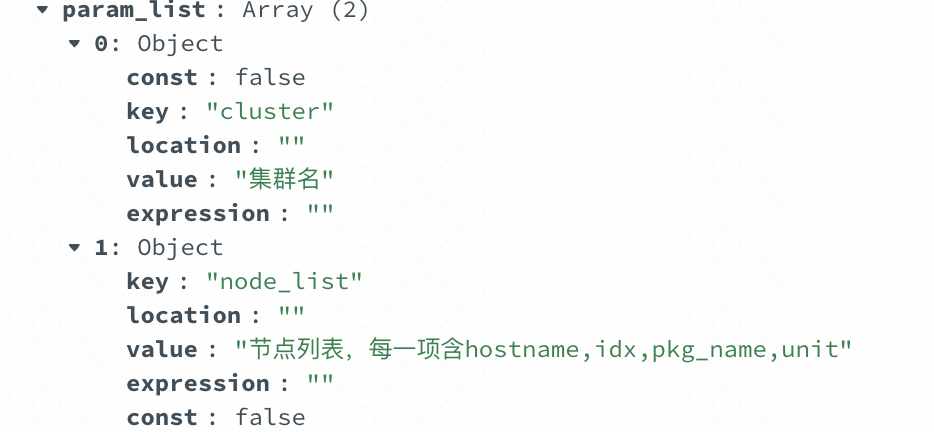 param_list : Array (2)
0: Object
const : false
key : "cluster"
location : ""
value : "集群名"
expression : ""
1: Object
key : "node_list"
location : ""
value : "节点列表，每一项含hostname,idx,pkg_name,unit"
expression : ""
const : false